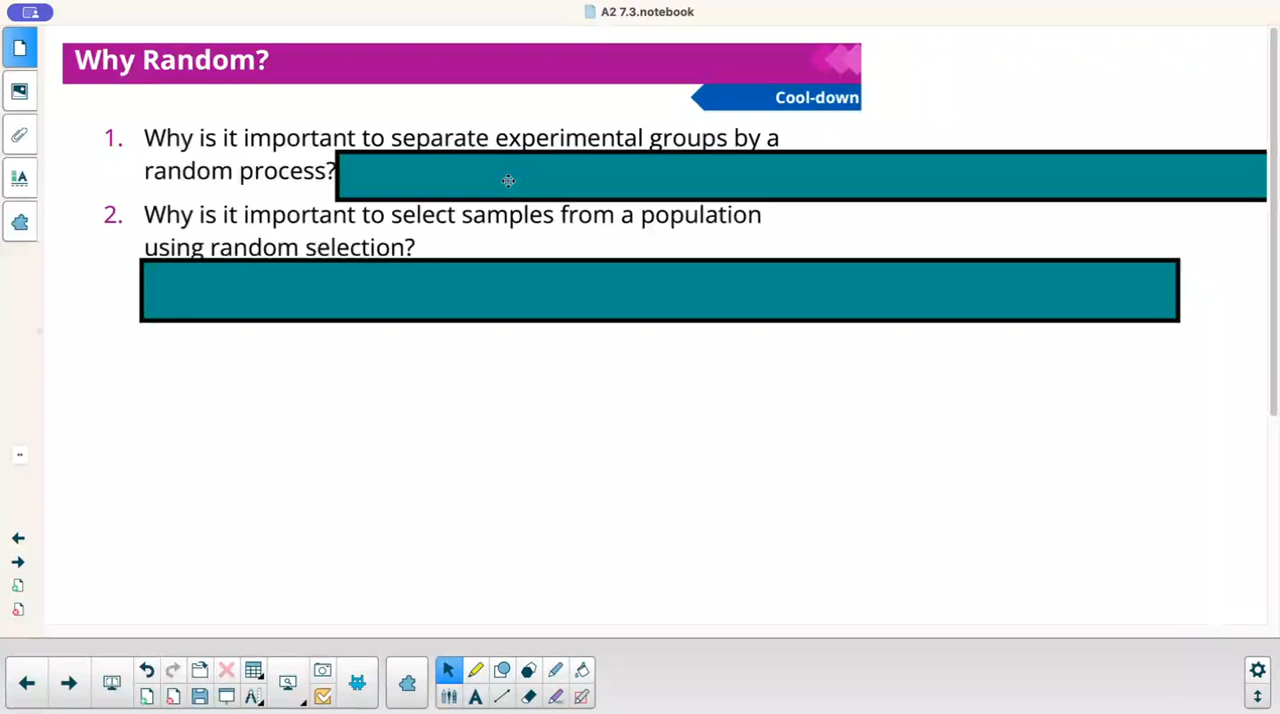 A2 7.3.notebook
Why Random?
Cool-down
1. Why is it important to separate experimental groups by a
random process?
2. Why is it important to select samples from a population
using random selection?